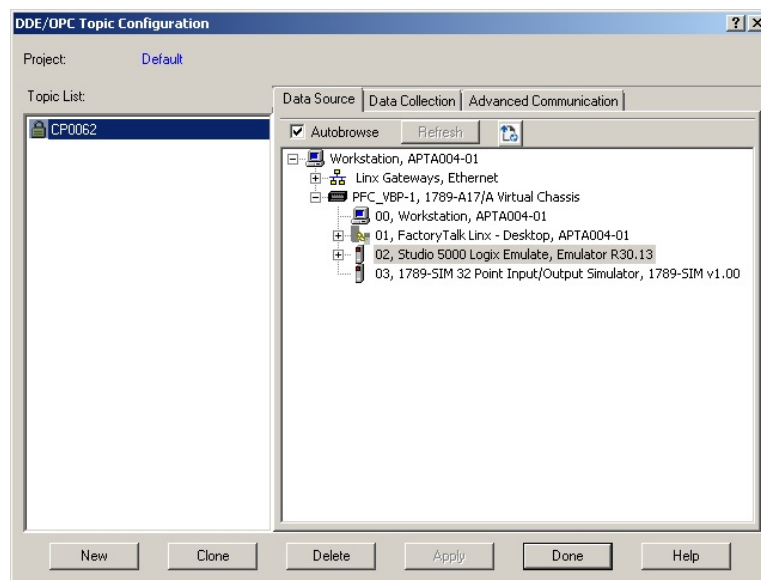 DDE/OPC Topic Configuration
Project: Default
Topic List:
CP0062
Data Source Data Collection Advanced Communication
Autobrowse Refresh
Workstation, APTA004-01
Linx Gateways, Ethernet
PFC_VBP-1, 1789-A17/A Virtual Chassis
00, Workstation, APTA004-01
01, FactoryTalk Linx - Desktop, APTA004-01
02, Studio 5000 Logix Emulate, Emulator R30.13
03, 1789-SIM 32 Point Input/Output Simulator, 1789-SIM v1.00
New Clone Delete Apply Done Help